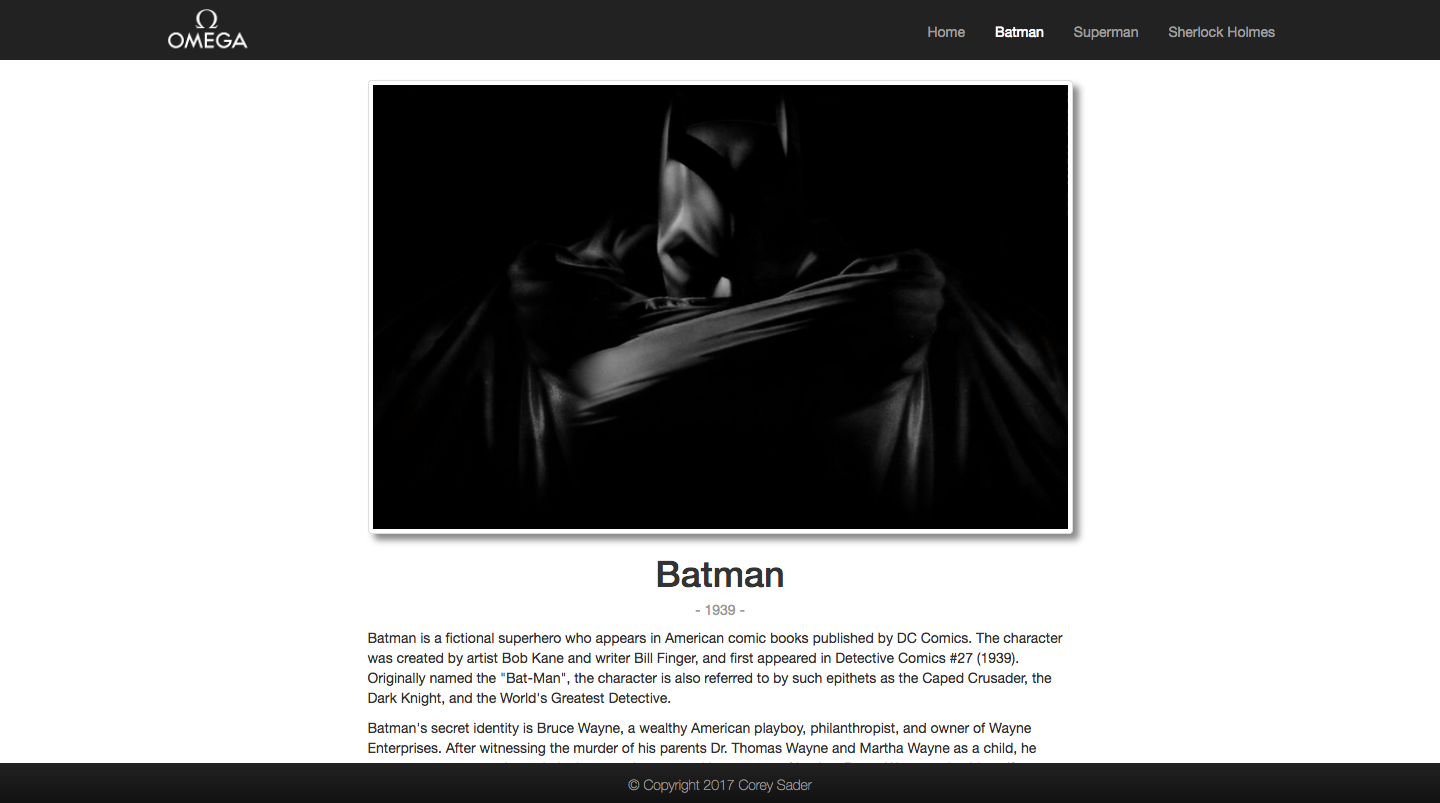 Ω
OMEGA
Home Batman Superman Sherlock Holmes
Batman
- 1939 -
Batman is a fictional superhero who appears in American comic books published by DC Comics. The character
was created by artist Bob Kane and writer Bill Finger, and first appeared in Detective Comics #27 (1939).
Originally named the "Bat-Man", the character is also referred to by such epithets as the Caped Crusader, the
Dark Knight, and the World's Greatest Detective.
Batman's secret identity is Bruce Wayne, a wealthy American playboy, philanthropist, and owner of Wayne
Enterprises. After witnessing the murder of his parents Dr. Thomas Wayne and Martha Wayne as a child, he
© Copyright 2017 Corey Sader